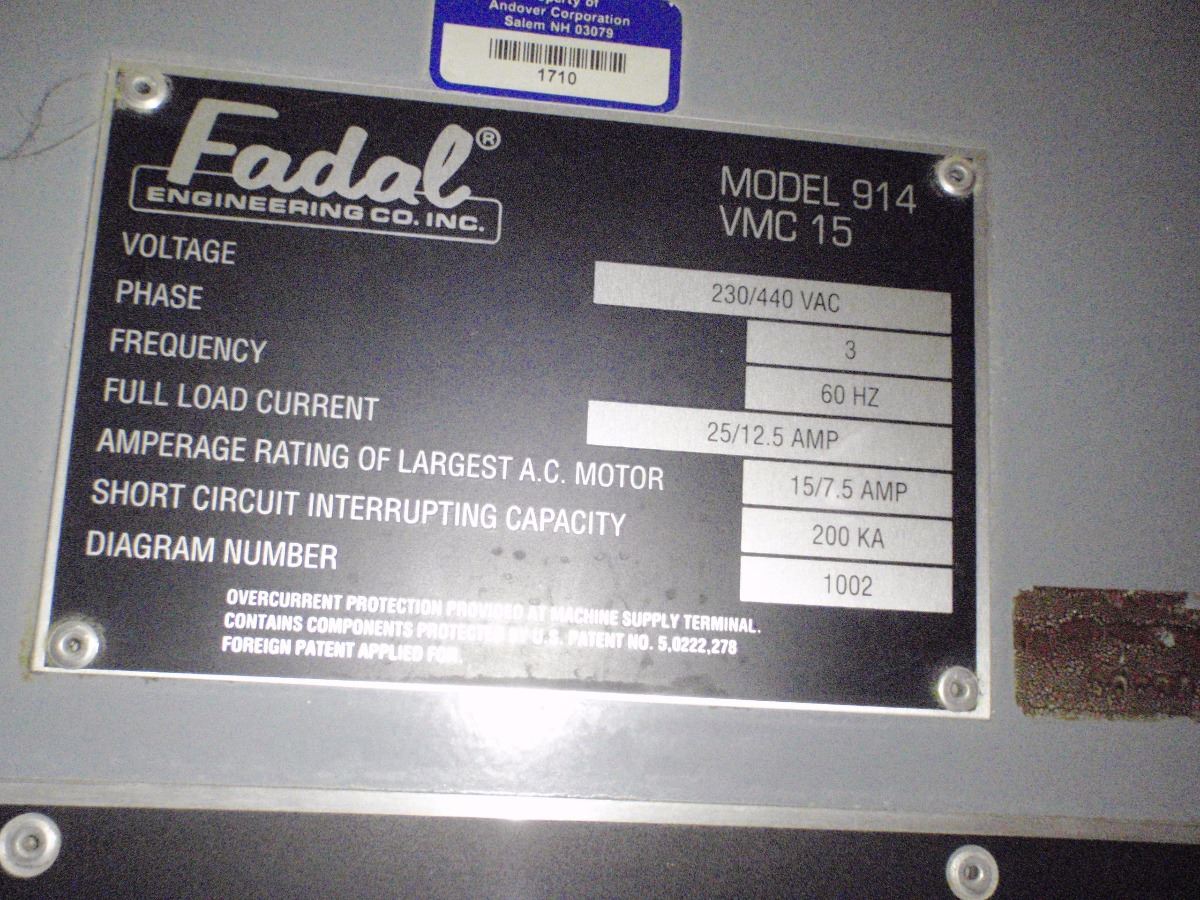 Property of
Andover Corporation
Salem NH 03079
1710
Fadal®
ENGINEERING CO. INC.
MODEL 914
VMC 15
VOLTAGE 230/440 VAC
PHASE 3
FREQUENCY 60 HZ
FULL LOAD CURRENT 25/12.5 AMP
AMPERAGE RATING OF LARGEST A.C. MOTOR 15/7.5 AMP
SHORT CIRCUIT INTERRUPTING CAPACITY 200 KA
DIAGRAM NUMBER 1002
OVERCURRENT PROTECTION PROVIDED AT MACHINE SUPPLY TERMINAL.
CONTAINS COMPONENTS PROTECTED BY U.S. PATENT NO. 5,0222,278
FOREIGN PATENT APPLIED FOR.